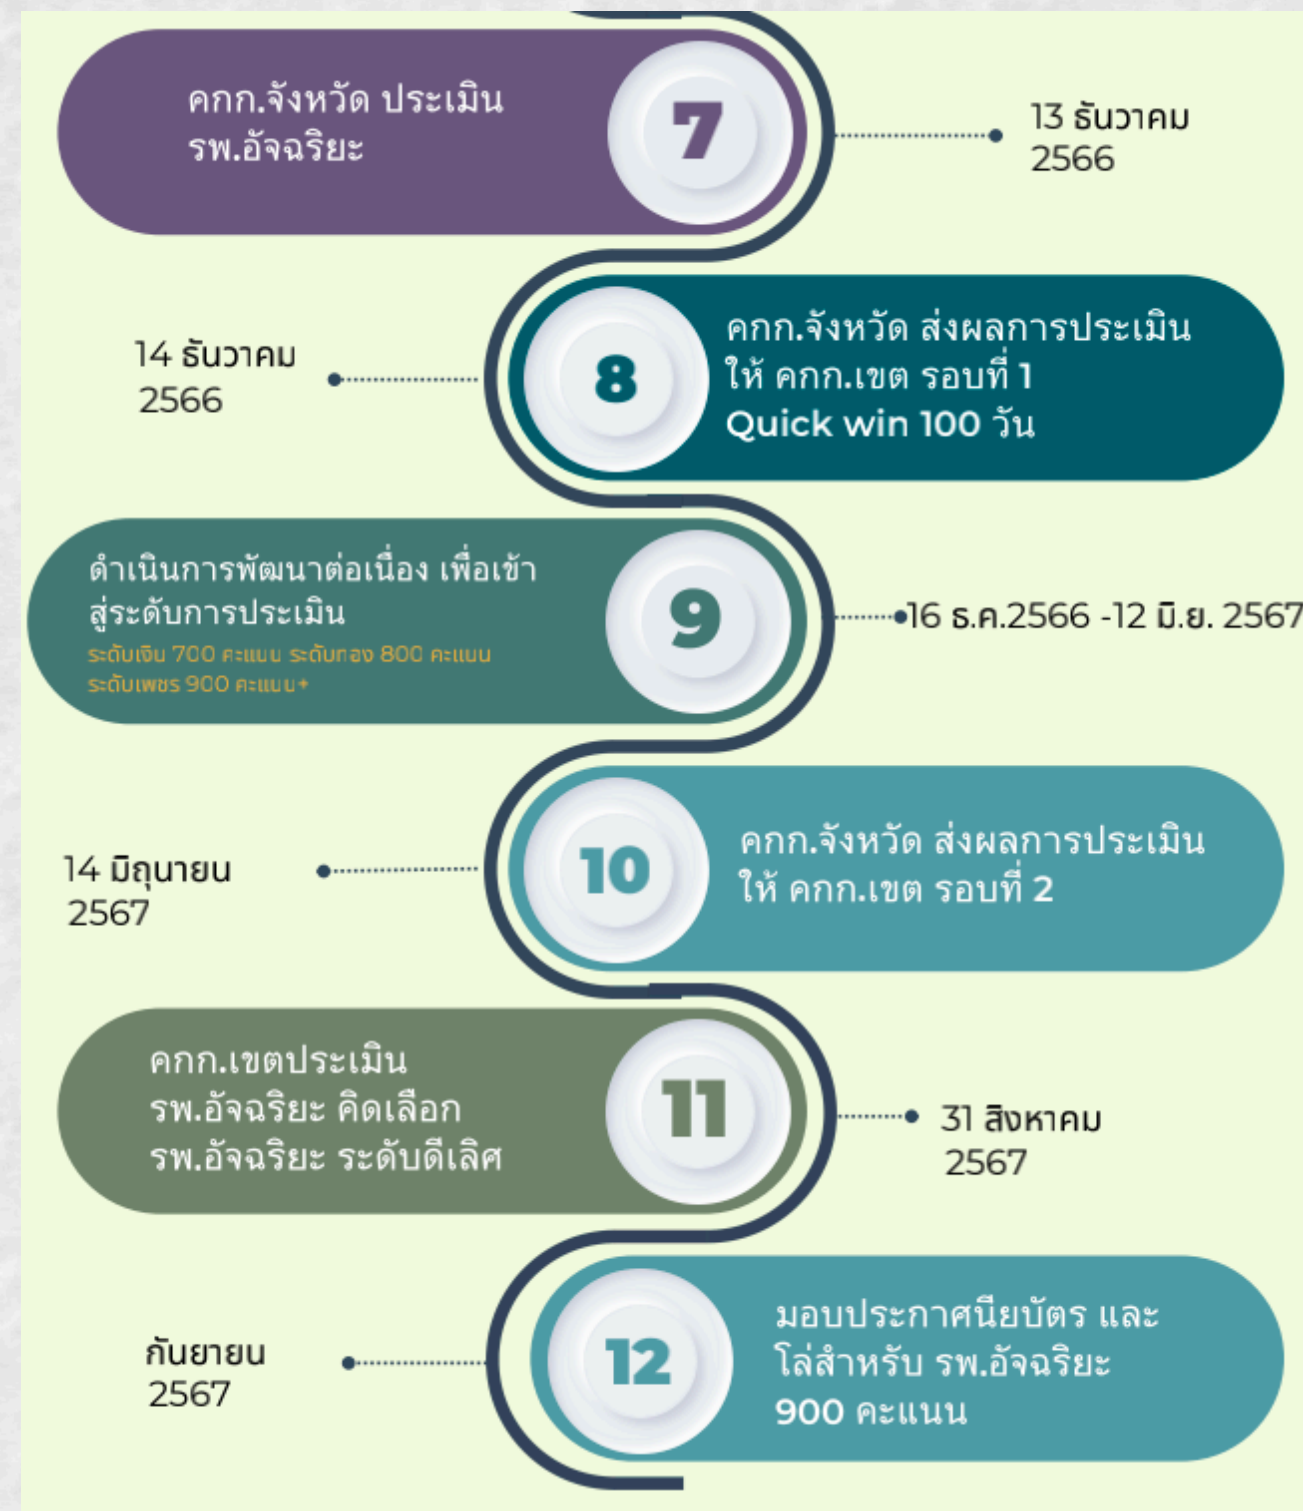 คกก.จังหวัด ประเมิน
รพ.อัจฉริยะ
7
13 ธันวาคม
2566
14 ธันวาคม
2566
8
คกก.จังหวัด ส่งผลการประเมิน
ให้ คกก.เขต รอบที่ 1
Quick win 100 วัน
ดำเนินการพัฒนาต่อเนื่อง เพื่อเข้า
สู่ระดับการประเมิน
ระดับเงิน 700 คะแนน ระดับทอง 800 คะแนน
ระดับเพชร 900 คะแนน+
9
16 ธ.ค.2566 -12 มิ.ย. 2567
14 มิถุนายน
2567
10
คกก.จังหวัด ส่งผลการประเมิน
ให้ คกก.เขต รอบที่ 2
คกก.เขตประเมิน
รพ.อัจฉริยะ คิดเลือก
รพ.อัจฉริยะ ระดับดีเลิศ
11
31 สิงหาคม
2567
กันยายน
2567
12
มอบประกาศนียบัตร และ
โล่สำหรับ รพ.อัจฉริยะ
900 คะแนน